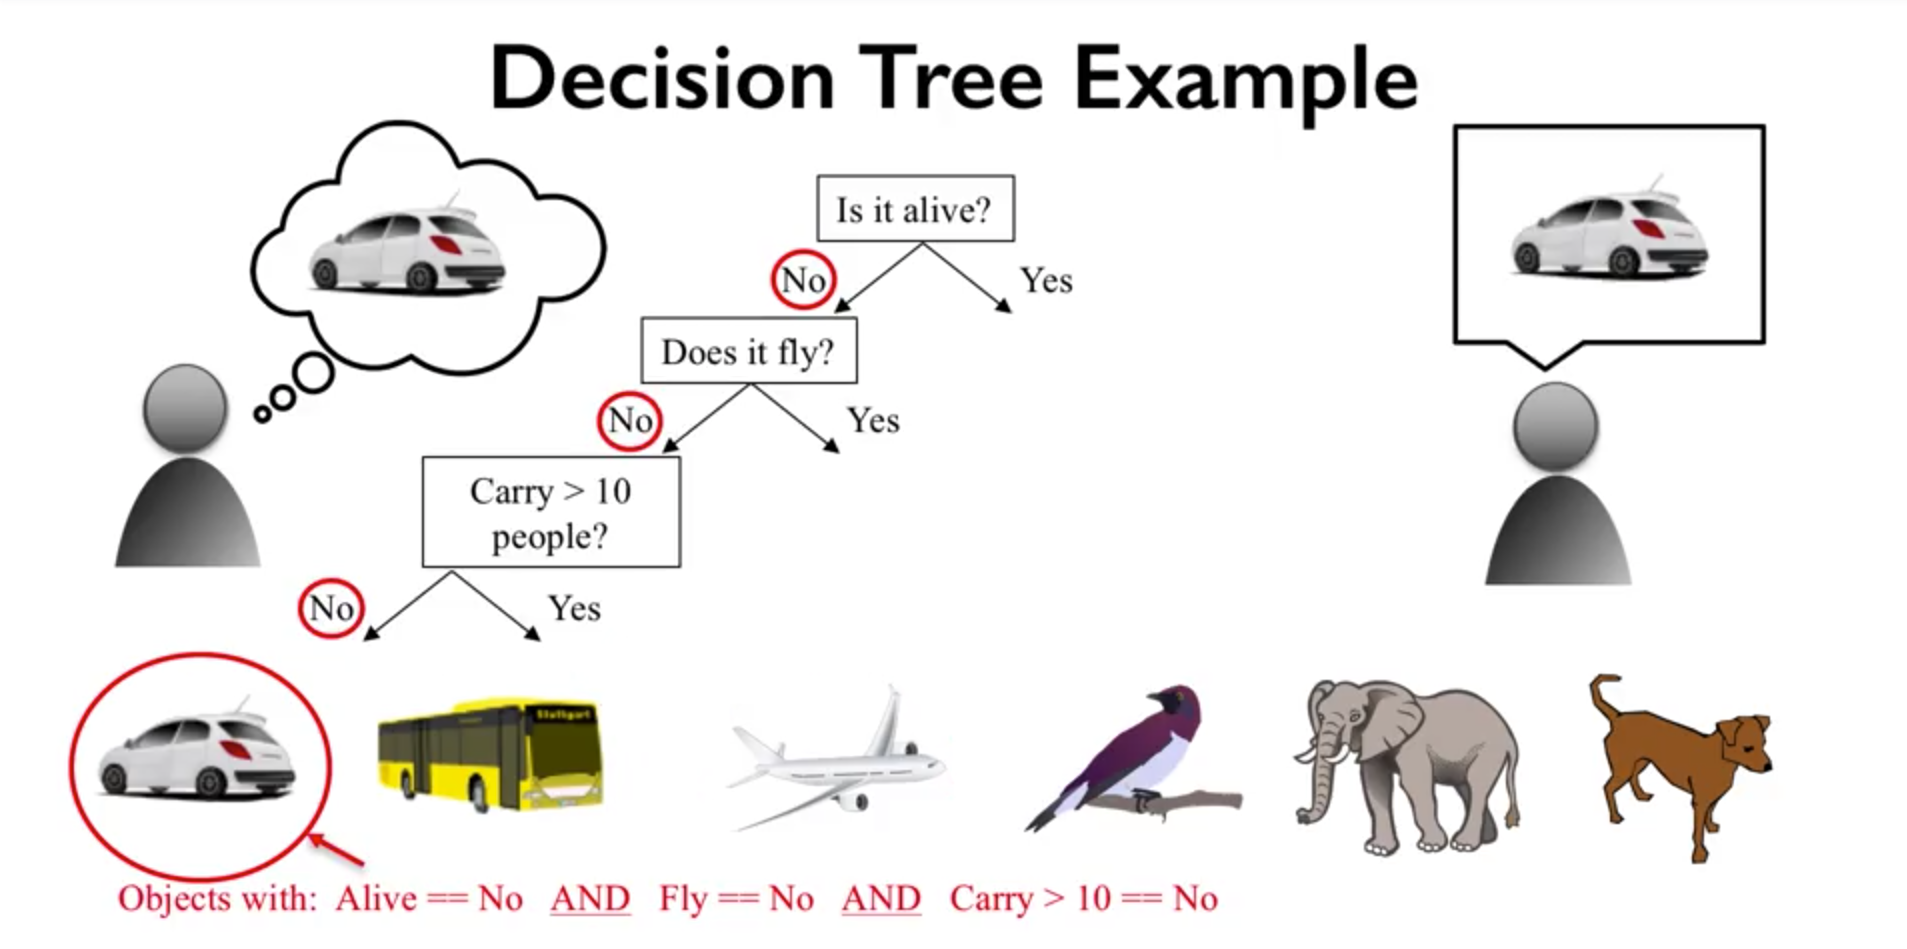 Decision Tree Example
Is it alive?
No
Yes
Does it fly?
No
Yes
Carry > 10
people?
No
Yes
Stuttgart
Objects with: Alive == No AND Fly == No AND Carry > 10 == No